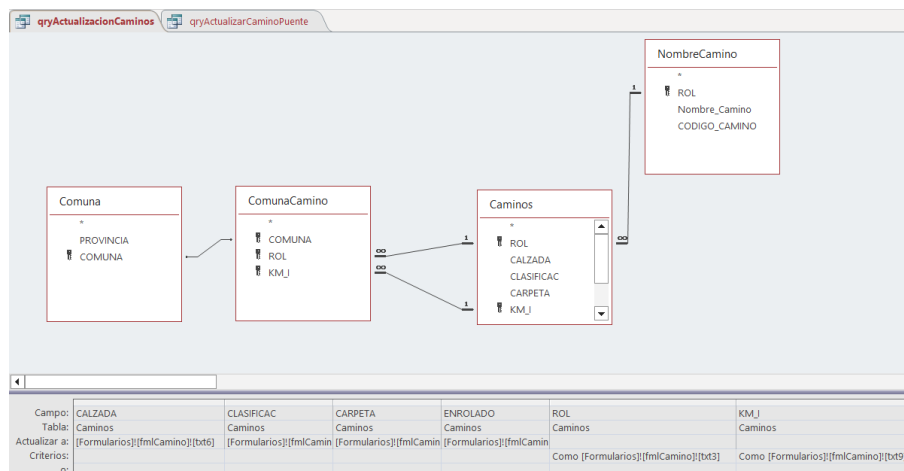 qryActualizacionCaminos
qryActualizarCaminoPuente
NombreCamino
*
ROL
Nombre_Camino
CODIGO_CAMINO
1
∞
Comuna
*
PROVINCIA
COMUNA
ComunaCamino
*
COMUNA
ROL
KM_I
∞
∞
1
1
Caminos
*
ROL
CALZADA
CLASIFICAC
CARPETA
KM_I
Campo: CALZADA CLASIFICAC CARPETA ENROLADO ROL KM_I
Tabla: Caminos Caminos Caminos Caminos Caminos Caminos
Actualizar a: [Formularios]![fmlCamino]![txt6] [Formularios]![fmlCamin [Formularios]![fmlCamin [Formularios]![fmlCamin
Criterios: Como [Formularios]![fmlCamino]![txt3] Como [Formularios]![fmlCamino]![txt9
o: